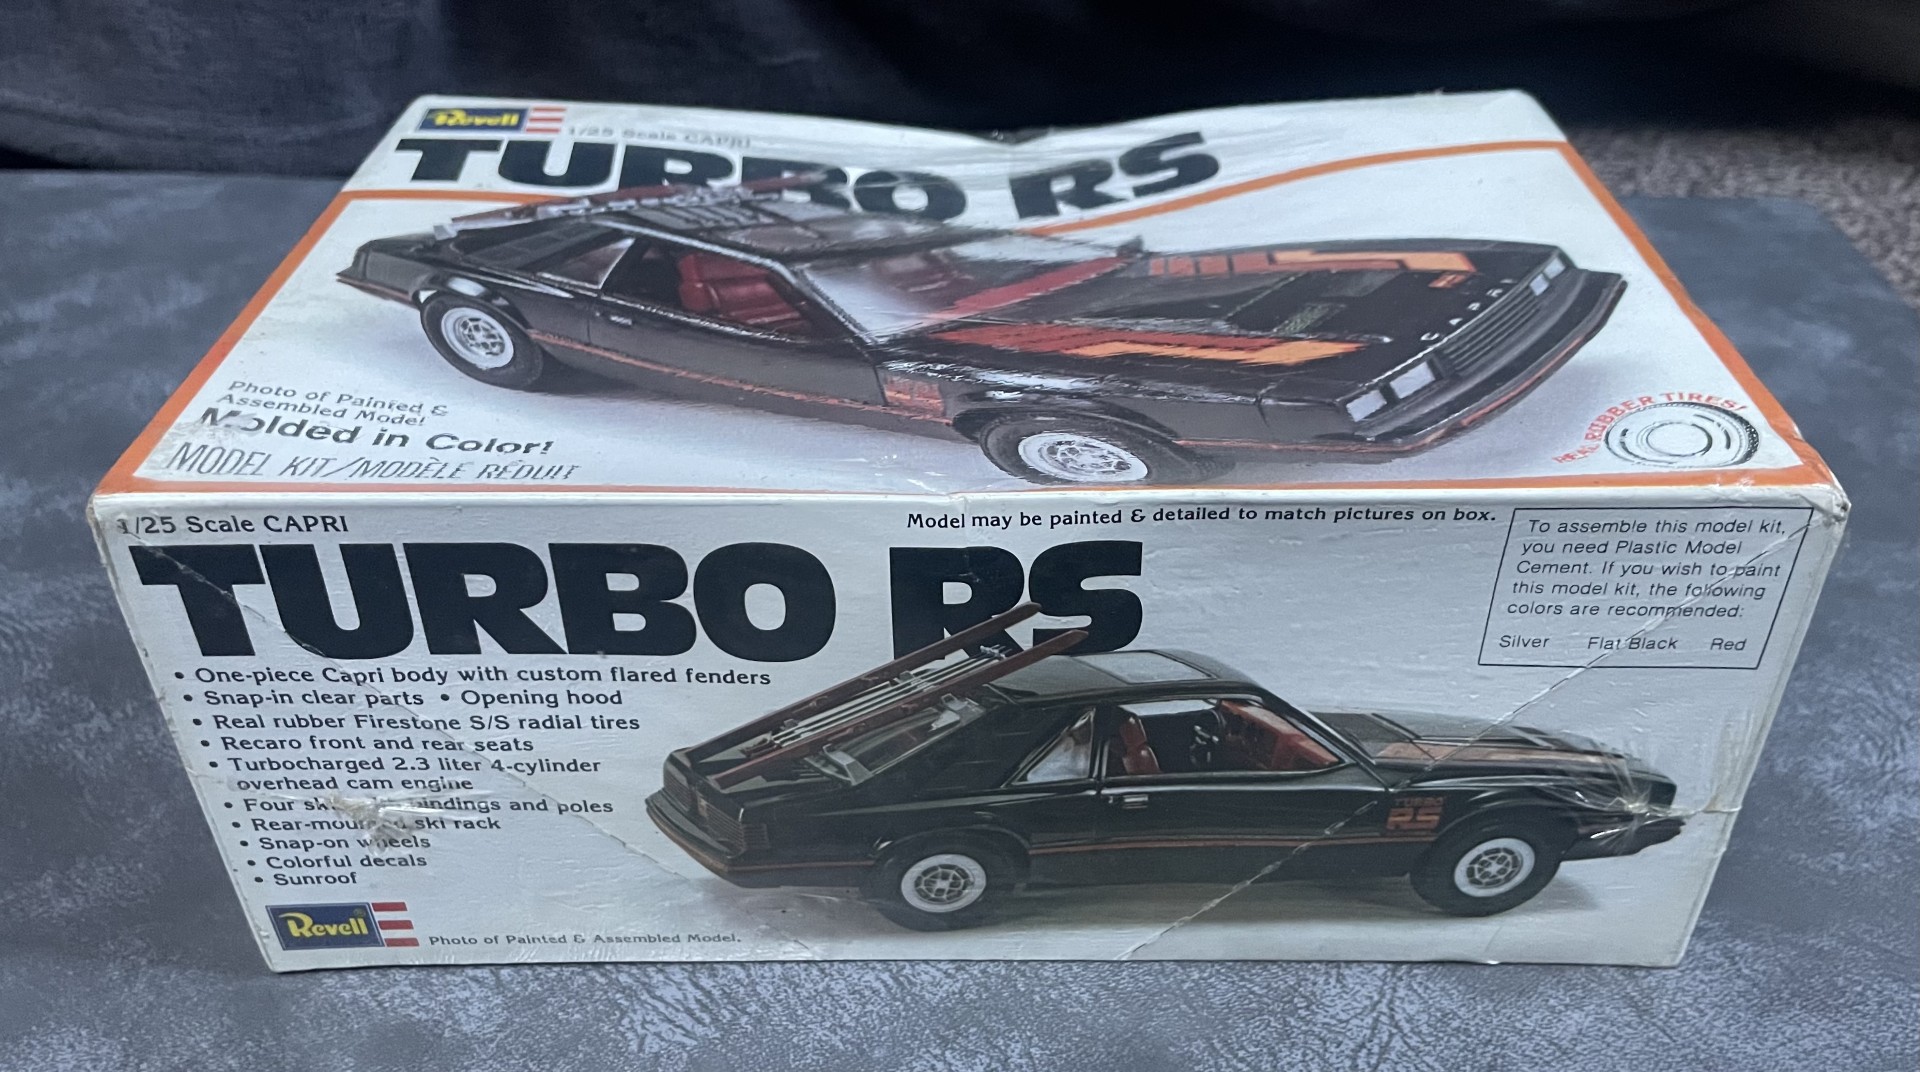 Revell
1/25 Scale CAPRI
TURBO RS
CAPRI
Photo of Painted &
Assembled Model
Molded in Color!
MODEL KIT/MODÈLE RÉDUIT
REAL RUBBER TIRES!
1/25 Scale CAPRI
Model may be painted & detailed to match pictures on box.
TURBO RS
To assemble this model kit,
you need Plastic Model
Cement. If you wish to paint
this model kit, the following
colors are recommended:
Silver Flat Black Red
• One-piece Capri body with custom flared fenders
• Snap-in clear parts • Opening hood
• Real rubber Firestone S/S radial tires
• Recaro front and rear seats
• Turbocharged 2.3 liter 4-cylinder
overhead cam engine
• Four bindings and poles
• Rear-mounted ski rack
• Snap-on wheels
• Colorful decals
• Sunroof
TURBO
RS
Revell®
Photo of Painted & Assembled Model.